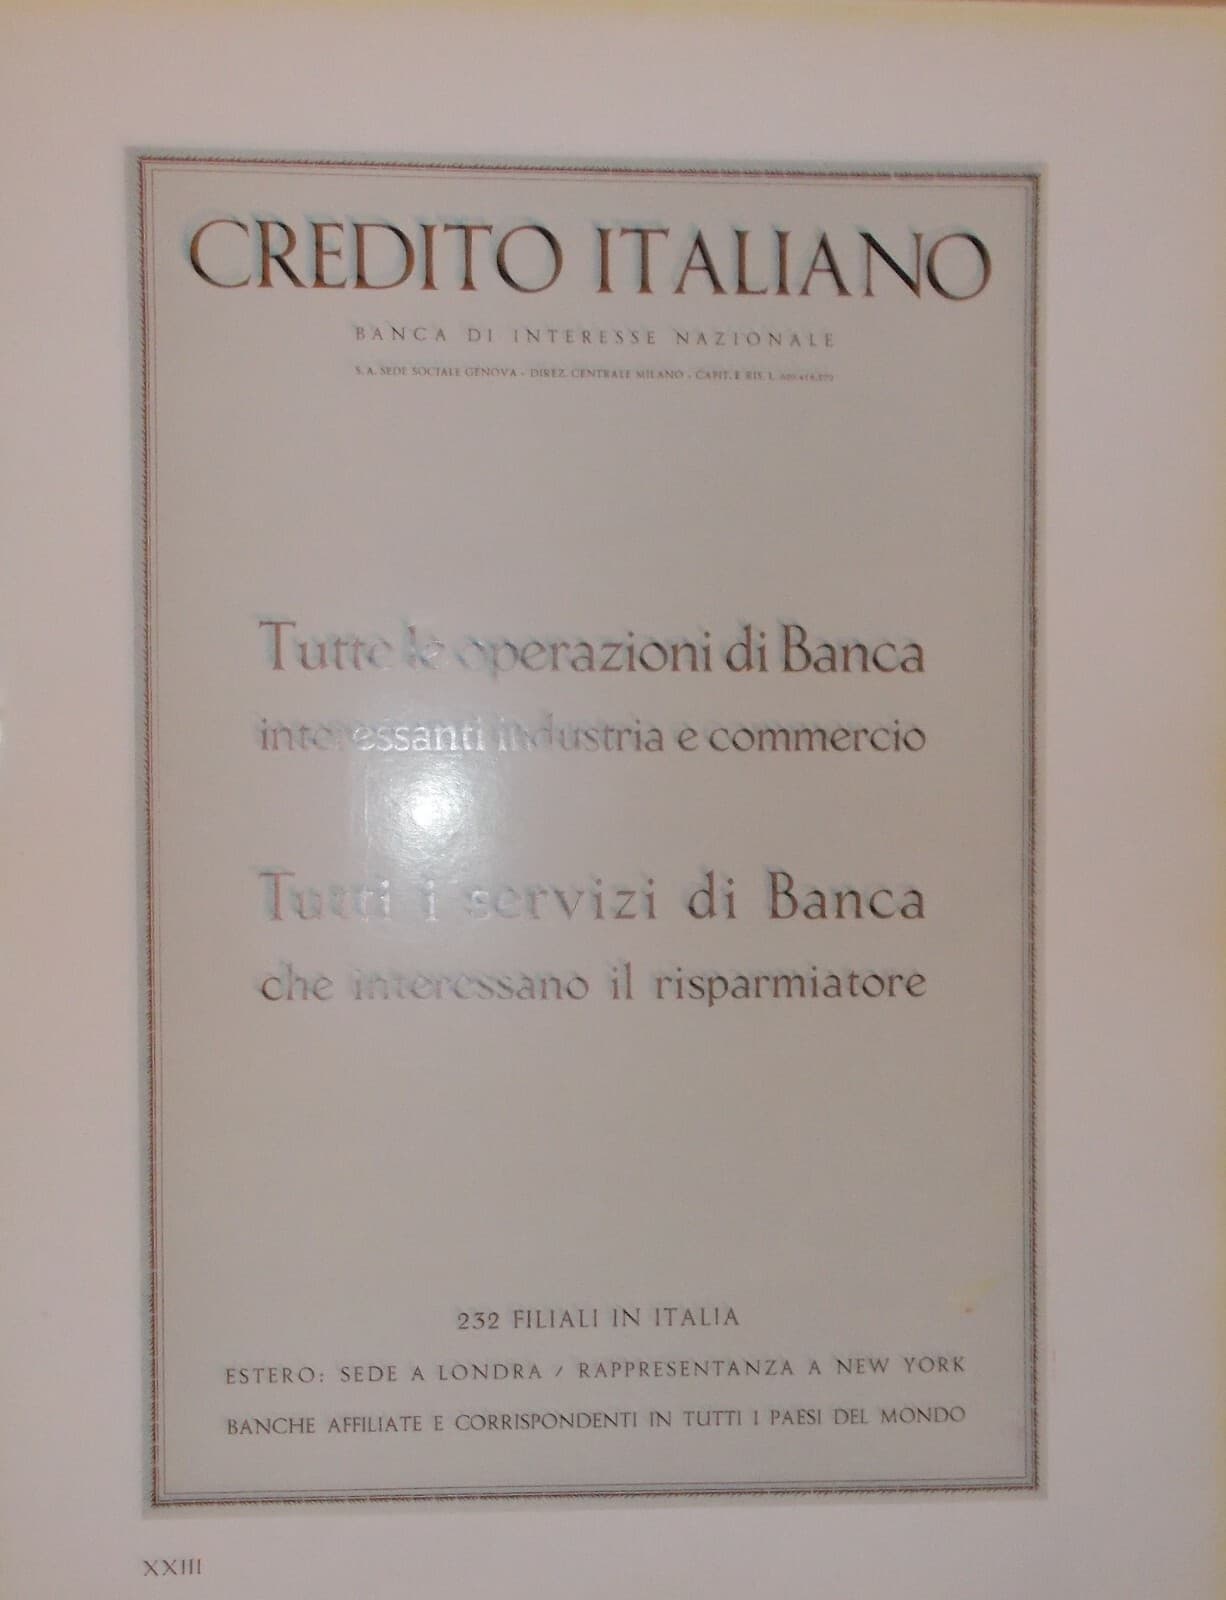 CREDITO ITALIANO
BANCA DI INTERESSE NAZIONALE
S. A. SEDE SOCIALE GENOVA - DIREZ. CENTRALE MILANO - CAPIT. E RIS. L.
Tutte le operazioni di Banca
interessanti industria e commercio
Tutti i servizi di Banca
che interessano il risparmiatore
232 FILIALI IN ITALIA
ESTERO: SEDE A LONDRA / RAPPRESENTANZA A NEW YORK
BANCHE AFFILIATE E CORRISPONDENTI IN TUTTI I PAESI DEL MONDO
XXIII